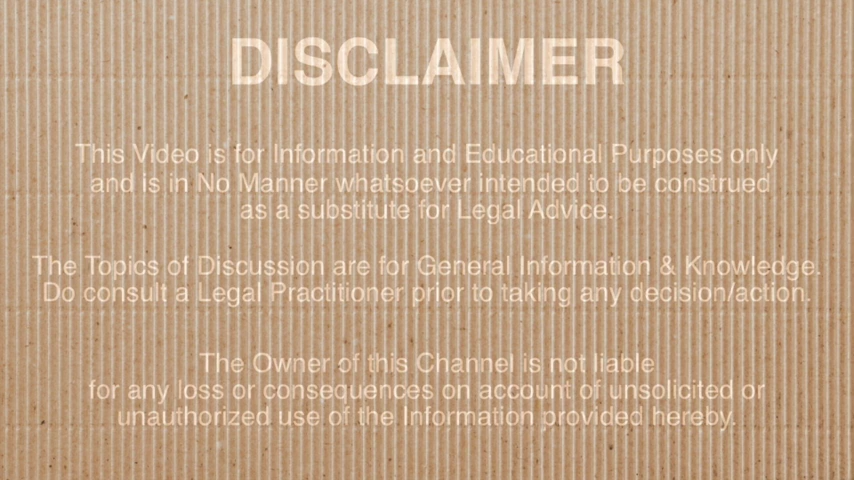 DISCLAIMER
This Video is for Information and Educational Purposes only
and is in No Manner whatsoever intended to be construed
as a substitute for Legal Advice.
The Topics of Discussion are for General Information & Knowledge.
Do consult a Legal Practitioner prior to taking any decision/action.
The Owner of this Channel is not liable
for any loss or consequences on account of unsolicited or
unauthorized use of the Information provided hereby.